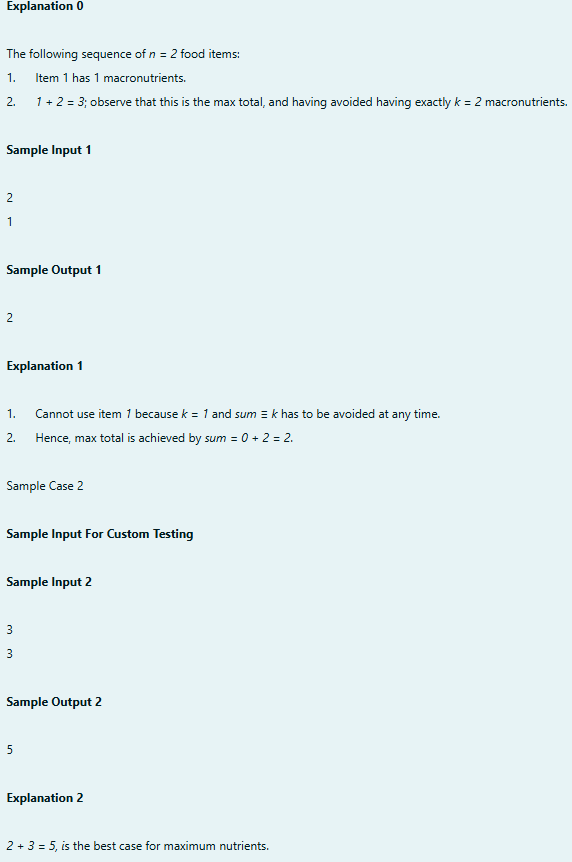 Explanation 0
The following sequence of n = 2 food items:
1. Item 1 has 1 macronutrients.
2. 1 + 2 = 3; observe that this is the max total, and having avoided having exactly k = 2 macronutrients.
Sample Input 1
2
1
Sample Output 1
2
Explanation 1
1. Cannot use item 1 because k = 1 and sum ≡ k has to be avoided at any time.
2. Hence, max total is achieved by sum = 0 + 2 = 2.
Sample Case 2
Sample Input For Custom Testing
Sample Input 2
3
3
Sample Output 2
5
Explanation 2
2 + 3 = 5, is the best case for maximum nutrients.